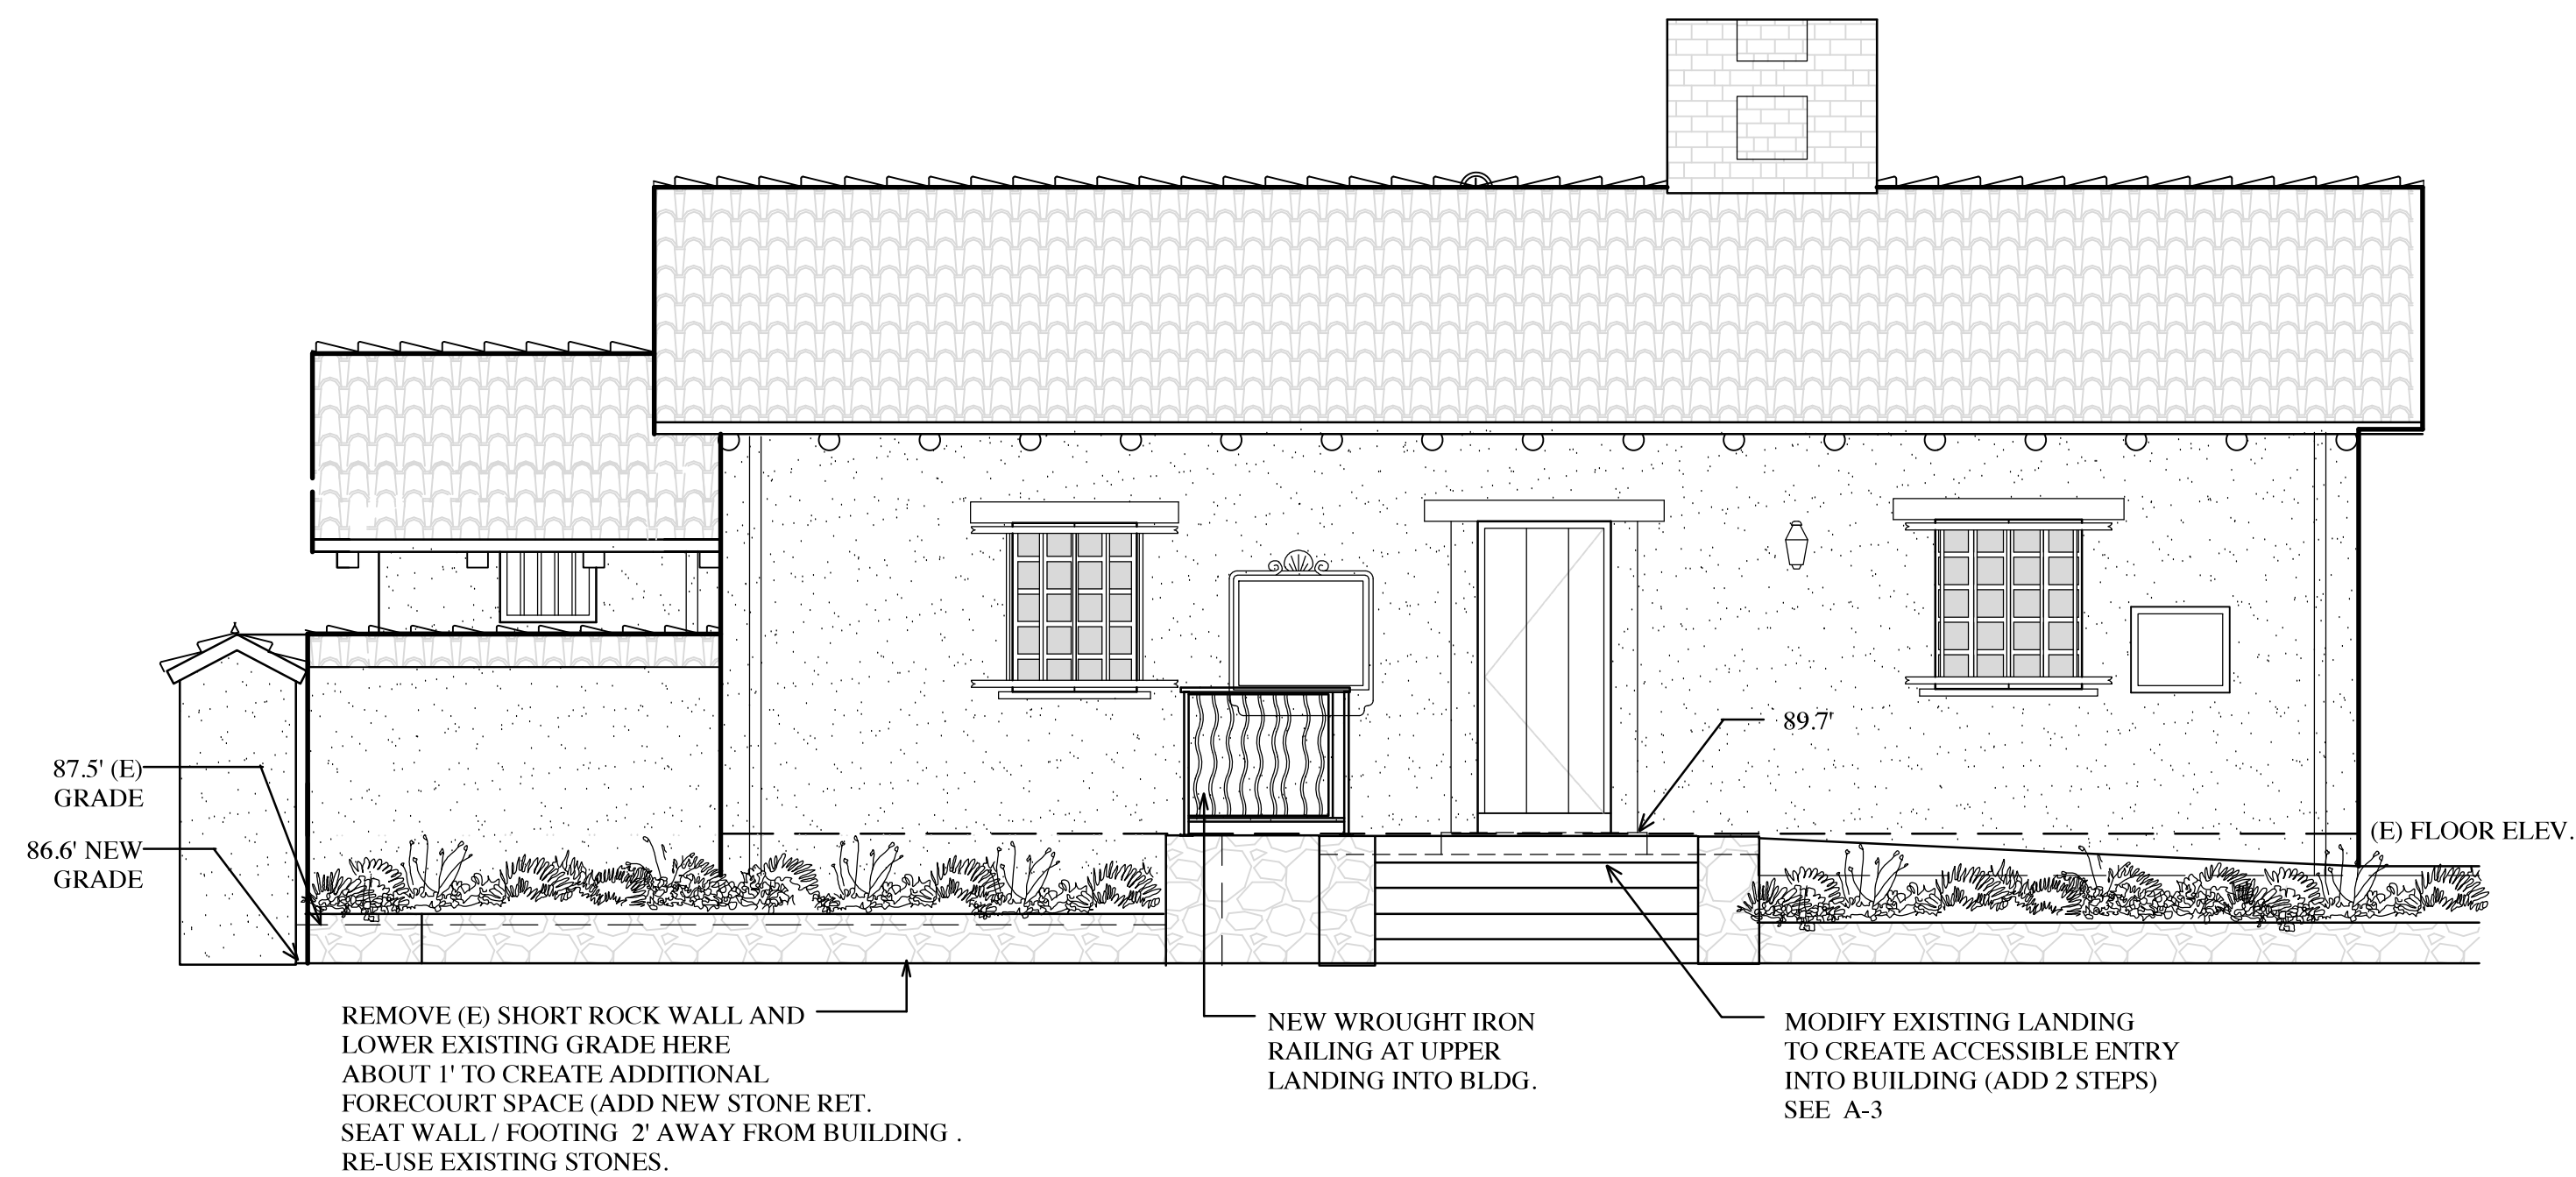 89.7'
87.5' (E)
GRADE
86.6' NEW
GRADE
(E) FLOOR ELEV.
REMOVE (E) SHORT ROCK WALL AND
LOWER EXISTING GRADE HERE
ABOUT 1' TO CREATE ADDITIONAL
FORECOURT SPACE (ADD NEW STONE RET.
SEAT WALL / FOOTING 2' AWAY FROM BUILDING .
RE-USE EXISTING STONES.
NEW WROUGHT IRON
RAILING AT UPPER
LANDING INTO BLDG.
MODIFY EXISTING LANDING
TO CREATE ACCESSIBLE ENTRY
INTO BUILDING (ADD 2 STEPS)
SEE A-3